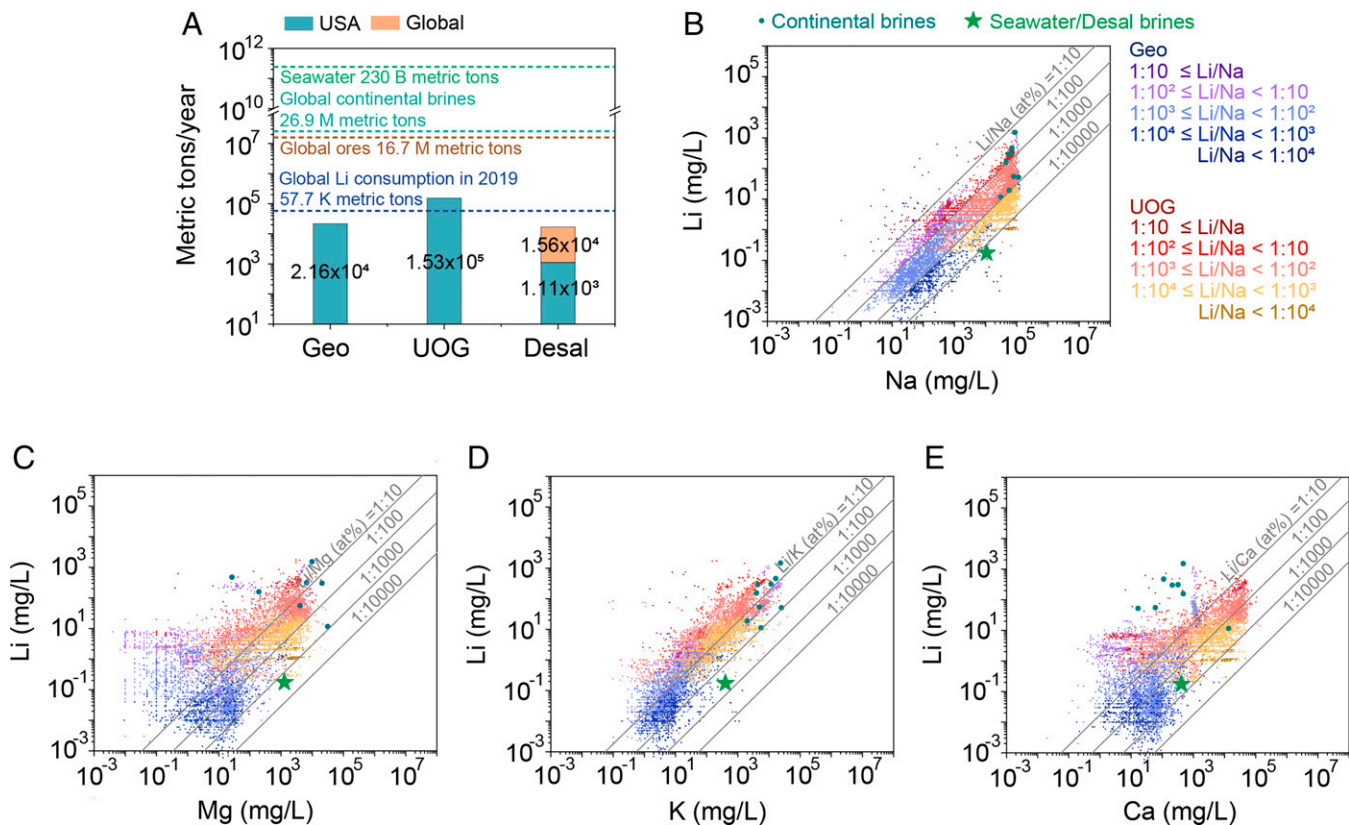 A
USA
Global
Metric tons/year
10¹²
10¹⁰
10⁷
10⁵
10³
10¹
Seawater 230 B metric tons
Global continental brines
26.9 M metric tons
Global ores 16.7 M metric tons
Global Li consumption in 2019
57.7 K metric tons
2.16x10⁴
1.53x10⁵
1.56x10⁴
1.11x10³
Geo
UOG
Desal
B
Continental brines
Seawater/Desal brines
Li (mg/L)
10⁵
10³
10¹
10⁻¹
10⁻³
Li/Na (at%) =1:10
1:100
1:1000
1:10000
10⁻³
10⁻¹
10¹
10³
10⁵
10⁷
Na (mg/L)
Geo
1:10 ≤ Li/Na
1:10² ≤ Li/Na < 1:10
1:10³ ≤ Li/Na < 1:10²
1:10⁴ ≤ Li/Na < 1:10³
Li/Na < 1:10⁴
UOG
1:10 ≤ Li/Na
1:10² ≤ Li/Na < 1:10
1:10³ ≤ Li/Na < 1:10²
1:10⁴ ≤ Li/Na < 1:10³
Li/Na < 1:10⁴
C
Li (mg/L)
10⁵
10³
10¹
10⁻¹
10⁻³
Li/Mg (at%) =1:10
1:100
1:1000
1:10000
10⁻³
10⁻¹
10¹
10³
10⁵
10⁷
Mg (mg/L)
D
Li (mg/L)
10⁵
10³
10¹
10⁻¹
10⁻³
Li/K (at%) =1:10
1:100
1:1000
1:10000
10⁻³
10⁻¹
10¹
10³
10⁵
10⁷
K (mg/L)
E
Li (mg/L)
10⁵
10³
10¹
10⁻¹
10⁻³
Li/Ca (at%) =1:10
1:100
1:1000
1:10000
10⁻³
10⁻¹
10¹
10³
10⁵
10⁷
Ca (mg/L)